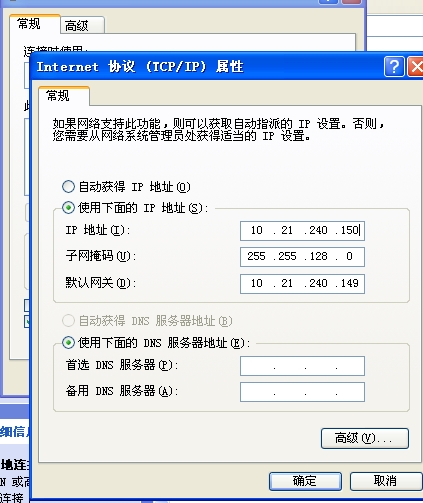 常规
高级
连接时使用:
Internet 协议 (TCP/IP) 属性
常规
如果网络支持此功能，则可以获取自动指派的 IP 设置。否则，
您需要从网络系统管理员处获得适当的 IP 设置。
自动获得 IP 地址(O)
使用下面的 IP 地址(S):
IP 地址(I): 10 . 21 .240 .150
子网掩码(U): 255 .255 .128 . 0
默认网关(D): 10 . 21 .240 .149
自动获得 DNS 服务器地址(B)
使用下面的 DNS 服务器地址(E):
首选 DNS 服务器(P): . . .
备用 DNS 服务器(A): . . .
高级(V)...
确定
取消
细信息
地连接
N 或高
连接